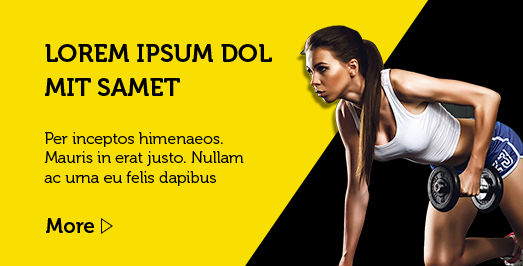 LOREM IPSUM DOL
MIT SAMET
Per inceptos himenaeos.
Mauris in erat justo. Nullam
ac urna eu felis dapibus
More